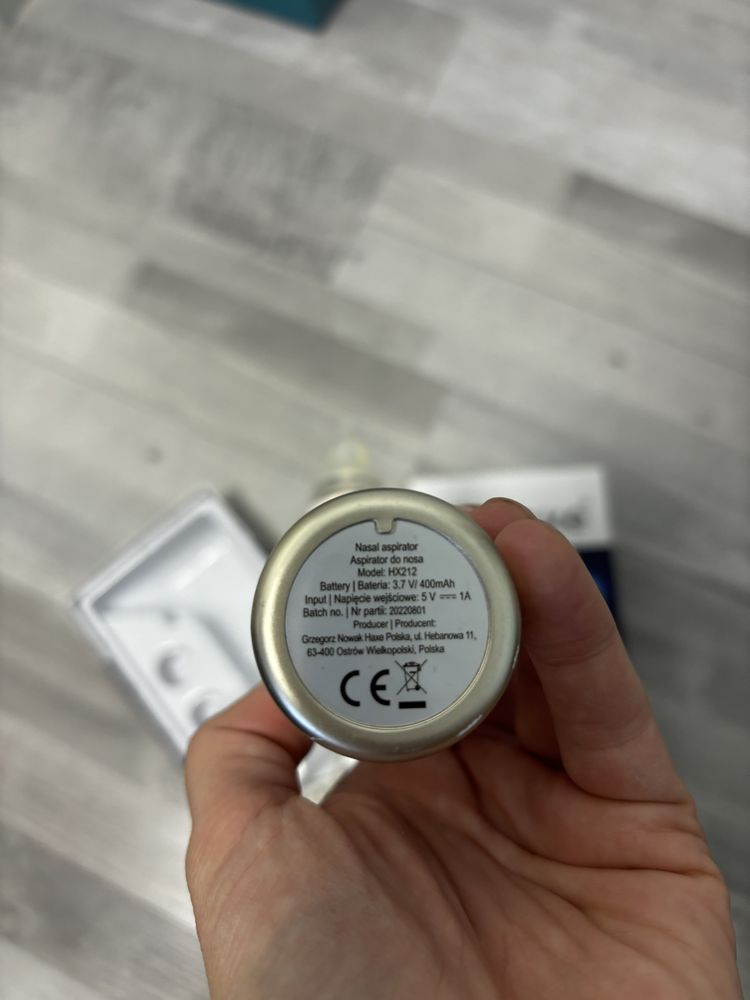 Nasal aspirator
Aspirator do nosa
Model: HX212
Battery | Bateria: 3.7 V/ 400mAh
Input | Napięcie wejściowe: 5 V ⎓ 1A
Batch no. | Nr partii: 20220801
Producer | Producent:
Grzegorz Nowak Haxe Polska, ul. Hebanowa 11,
63-400 Ostrów Wielkopolski, Polska
CE